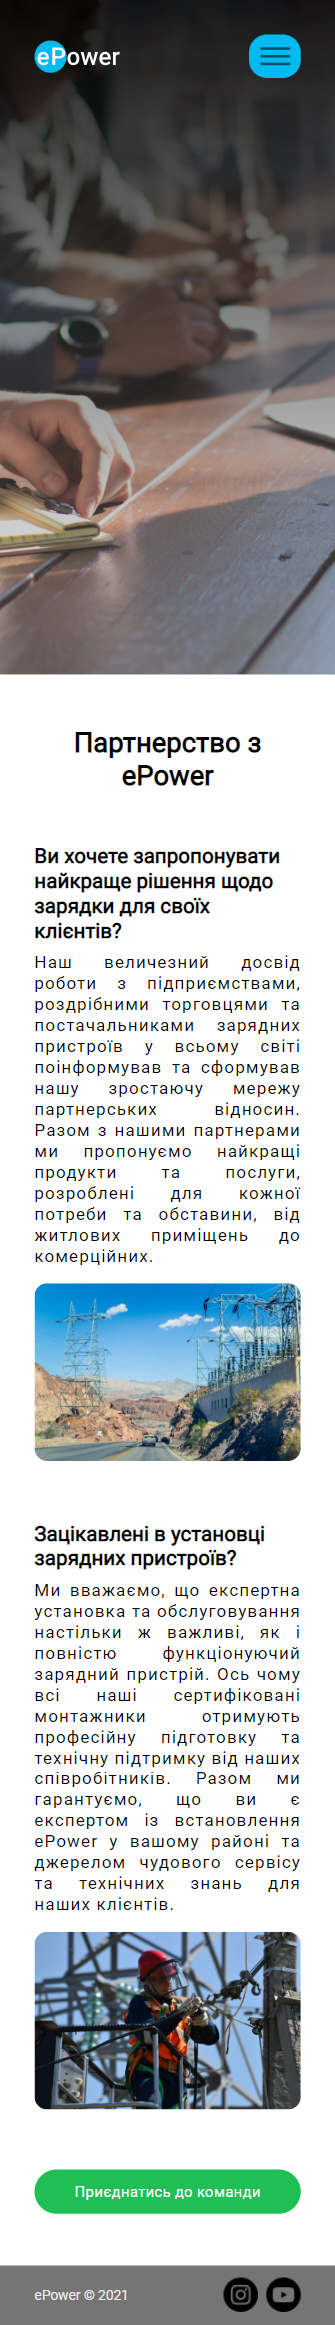 ePower
Партнерство з
ePower
Ви хочете запропонувати
найкраще рішення щодо
зарядки для своїх
клієнтів?
Наш величезний досвід
роботи з підприємствами,
роздрібними торговцями та
постачальниками зарядних
пристроїв у всьому світі
поінформував та сформував
нашу зростаючу мережу
партнерських відносин.
Разом з нашими партнерами
ми пропонуємо найкращі
продукти та послуги,
розроблені для кожної
потреби та обставини, від
житлових приміщень до
комерційних.
Зацікавлені в установці
зарядних пристроїв?
Ми вважаємо, що експертна
установка та обслуговування
настільки ж важливі, як і
повністю функціонуючий
зарядний пристрій. Ось чому
всі наші сертифіковані
монтажники отримують
професійну підготовку та
технічну підтримку від наших
співробітників. Разом ми
гарантуємо, що ви є
експертом із встановлення
ePower у вашому районі та
джерелом чудового сервісу
та технічних знань для
наших клієнтів.
Приєднатись до команди
ePower © 2021